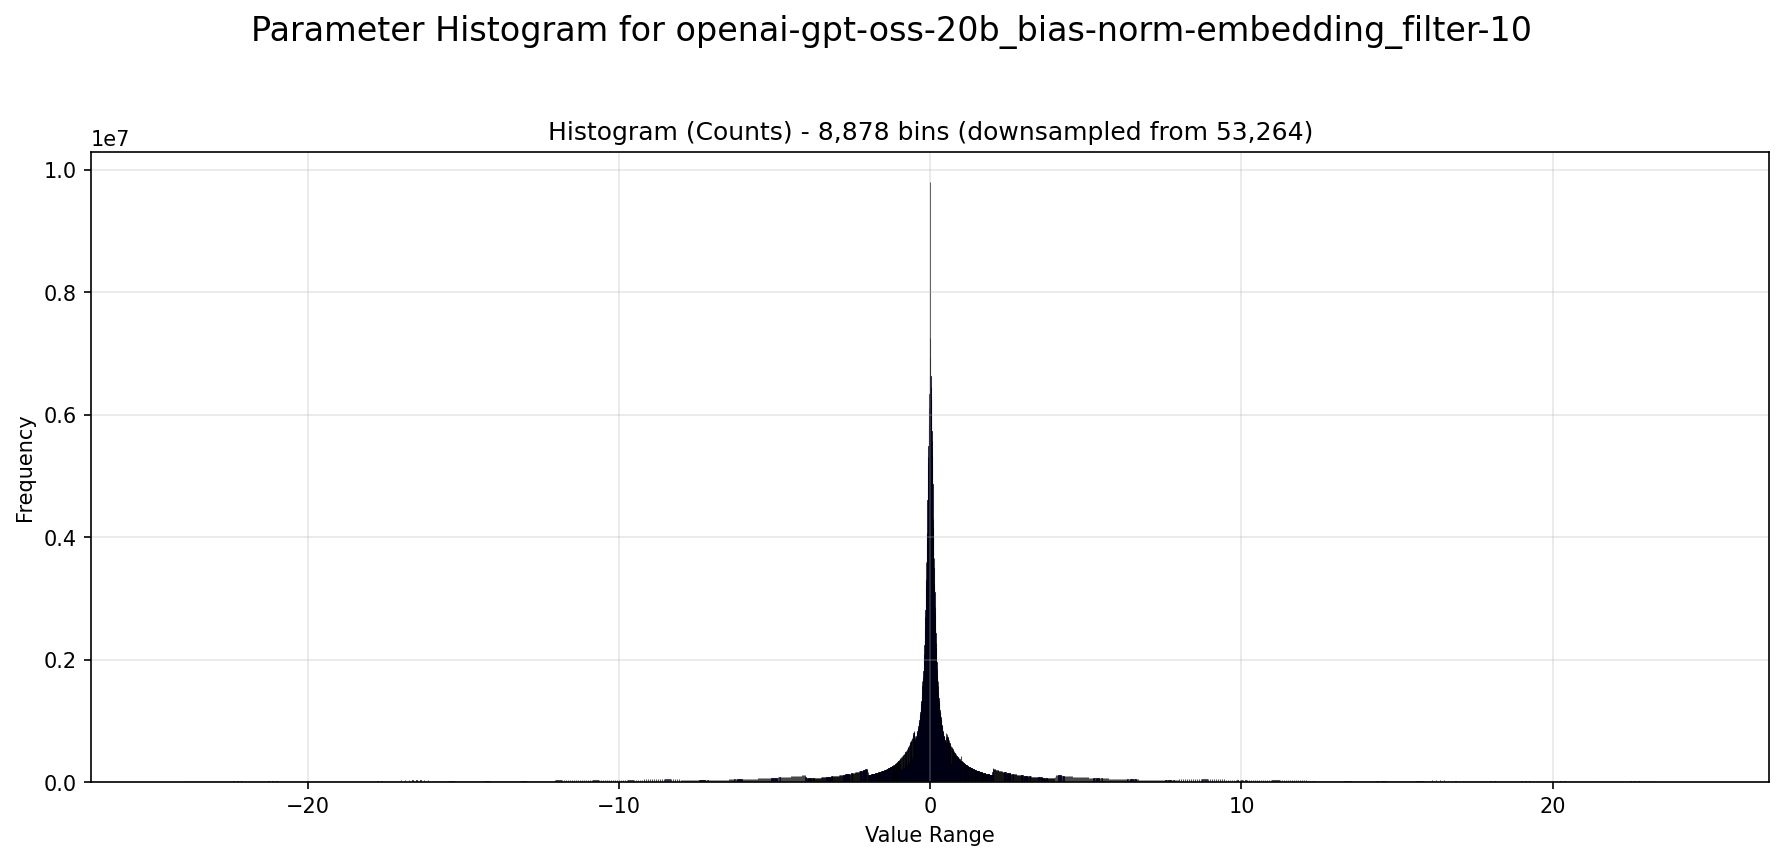 Parameter Histogram for openai-gpt-oss-20b_bias-norm-embedding_filter-10
Histogram (Counts) - 8,878 bins (downsampled from 53,264)
1e7
1.0
0.8
0.6
0.4
0.2
0.0
Frequency
−20
−10
0
10
20
Value Range